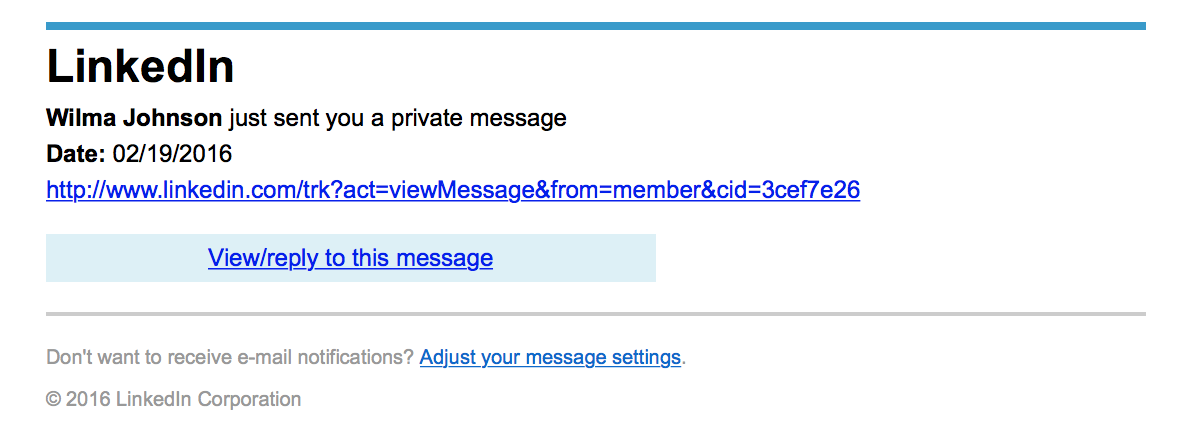 LinkedIn
Wilma Johnson just sent you a private message
Date: 02/19/2016
http://www.linkedin.com/trk?act=viewMessage&from=member&cid=3cef7e26
View/reply to this message
Don't want to receive e-mail notifications? Adjust your message settings.
© 2016 LinkedIn Corporation